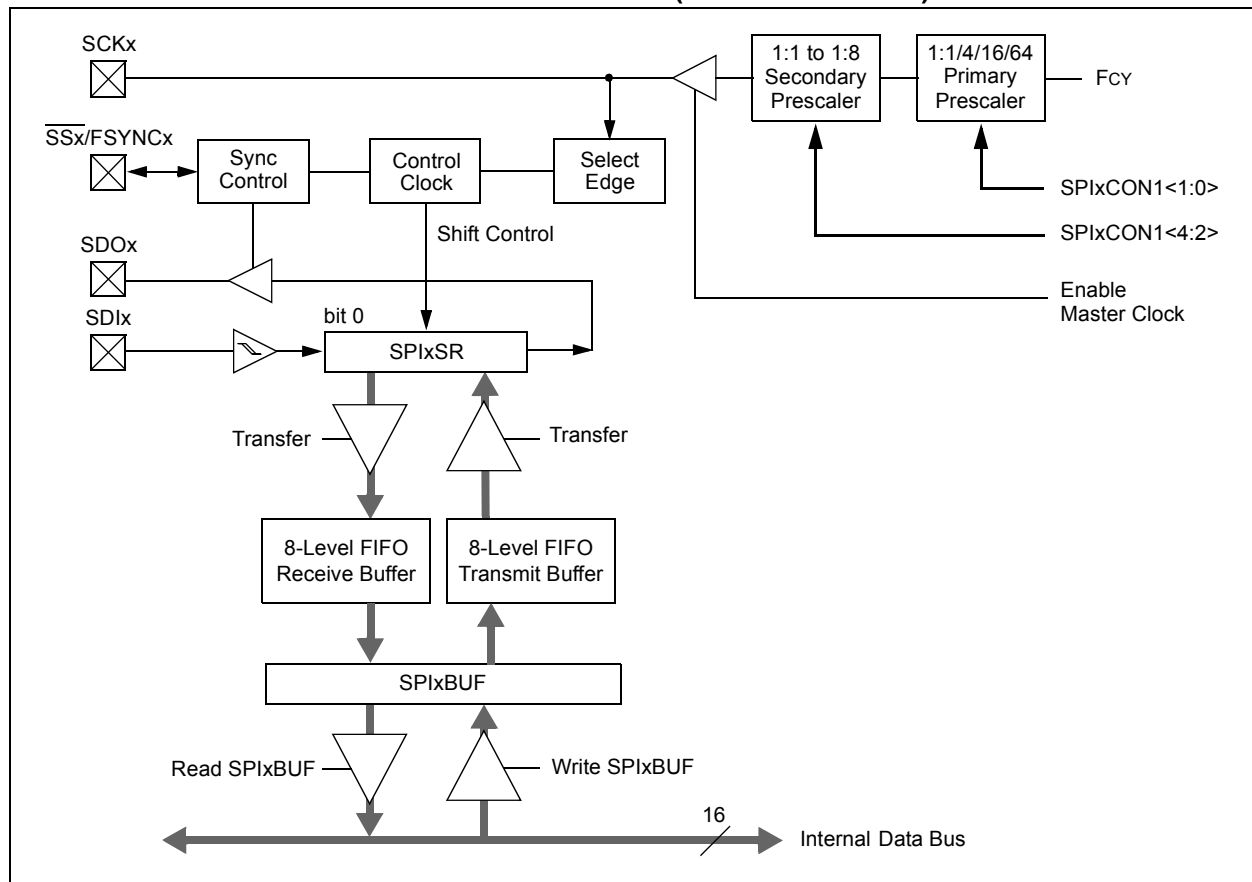 SCKx
1:1 to 1:8
Secondary
Prescaler
1:1/4/16/64
Primary
Prescaler
FCY
SSx/FSYNCx
Sync
Control
Control
Clock
Select
Edge
SPIxCON1<1:0>
Shift Control
SPIxCON1<4:2>
SDOx
Enable
Master Clock
SDIx
bit 0
SPIxSR
Transfer
Transfer
8-Level FIFO
Receive Buffer
8-Level FIFO
Transmit Buffer
SPIxBUF
Read SPIxBUF
Write SPIxBUF
16
Internal Data Bus